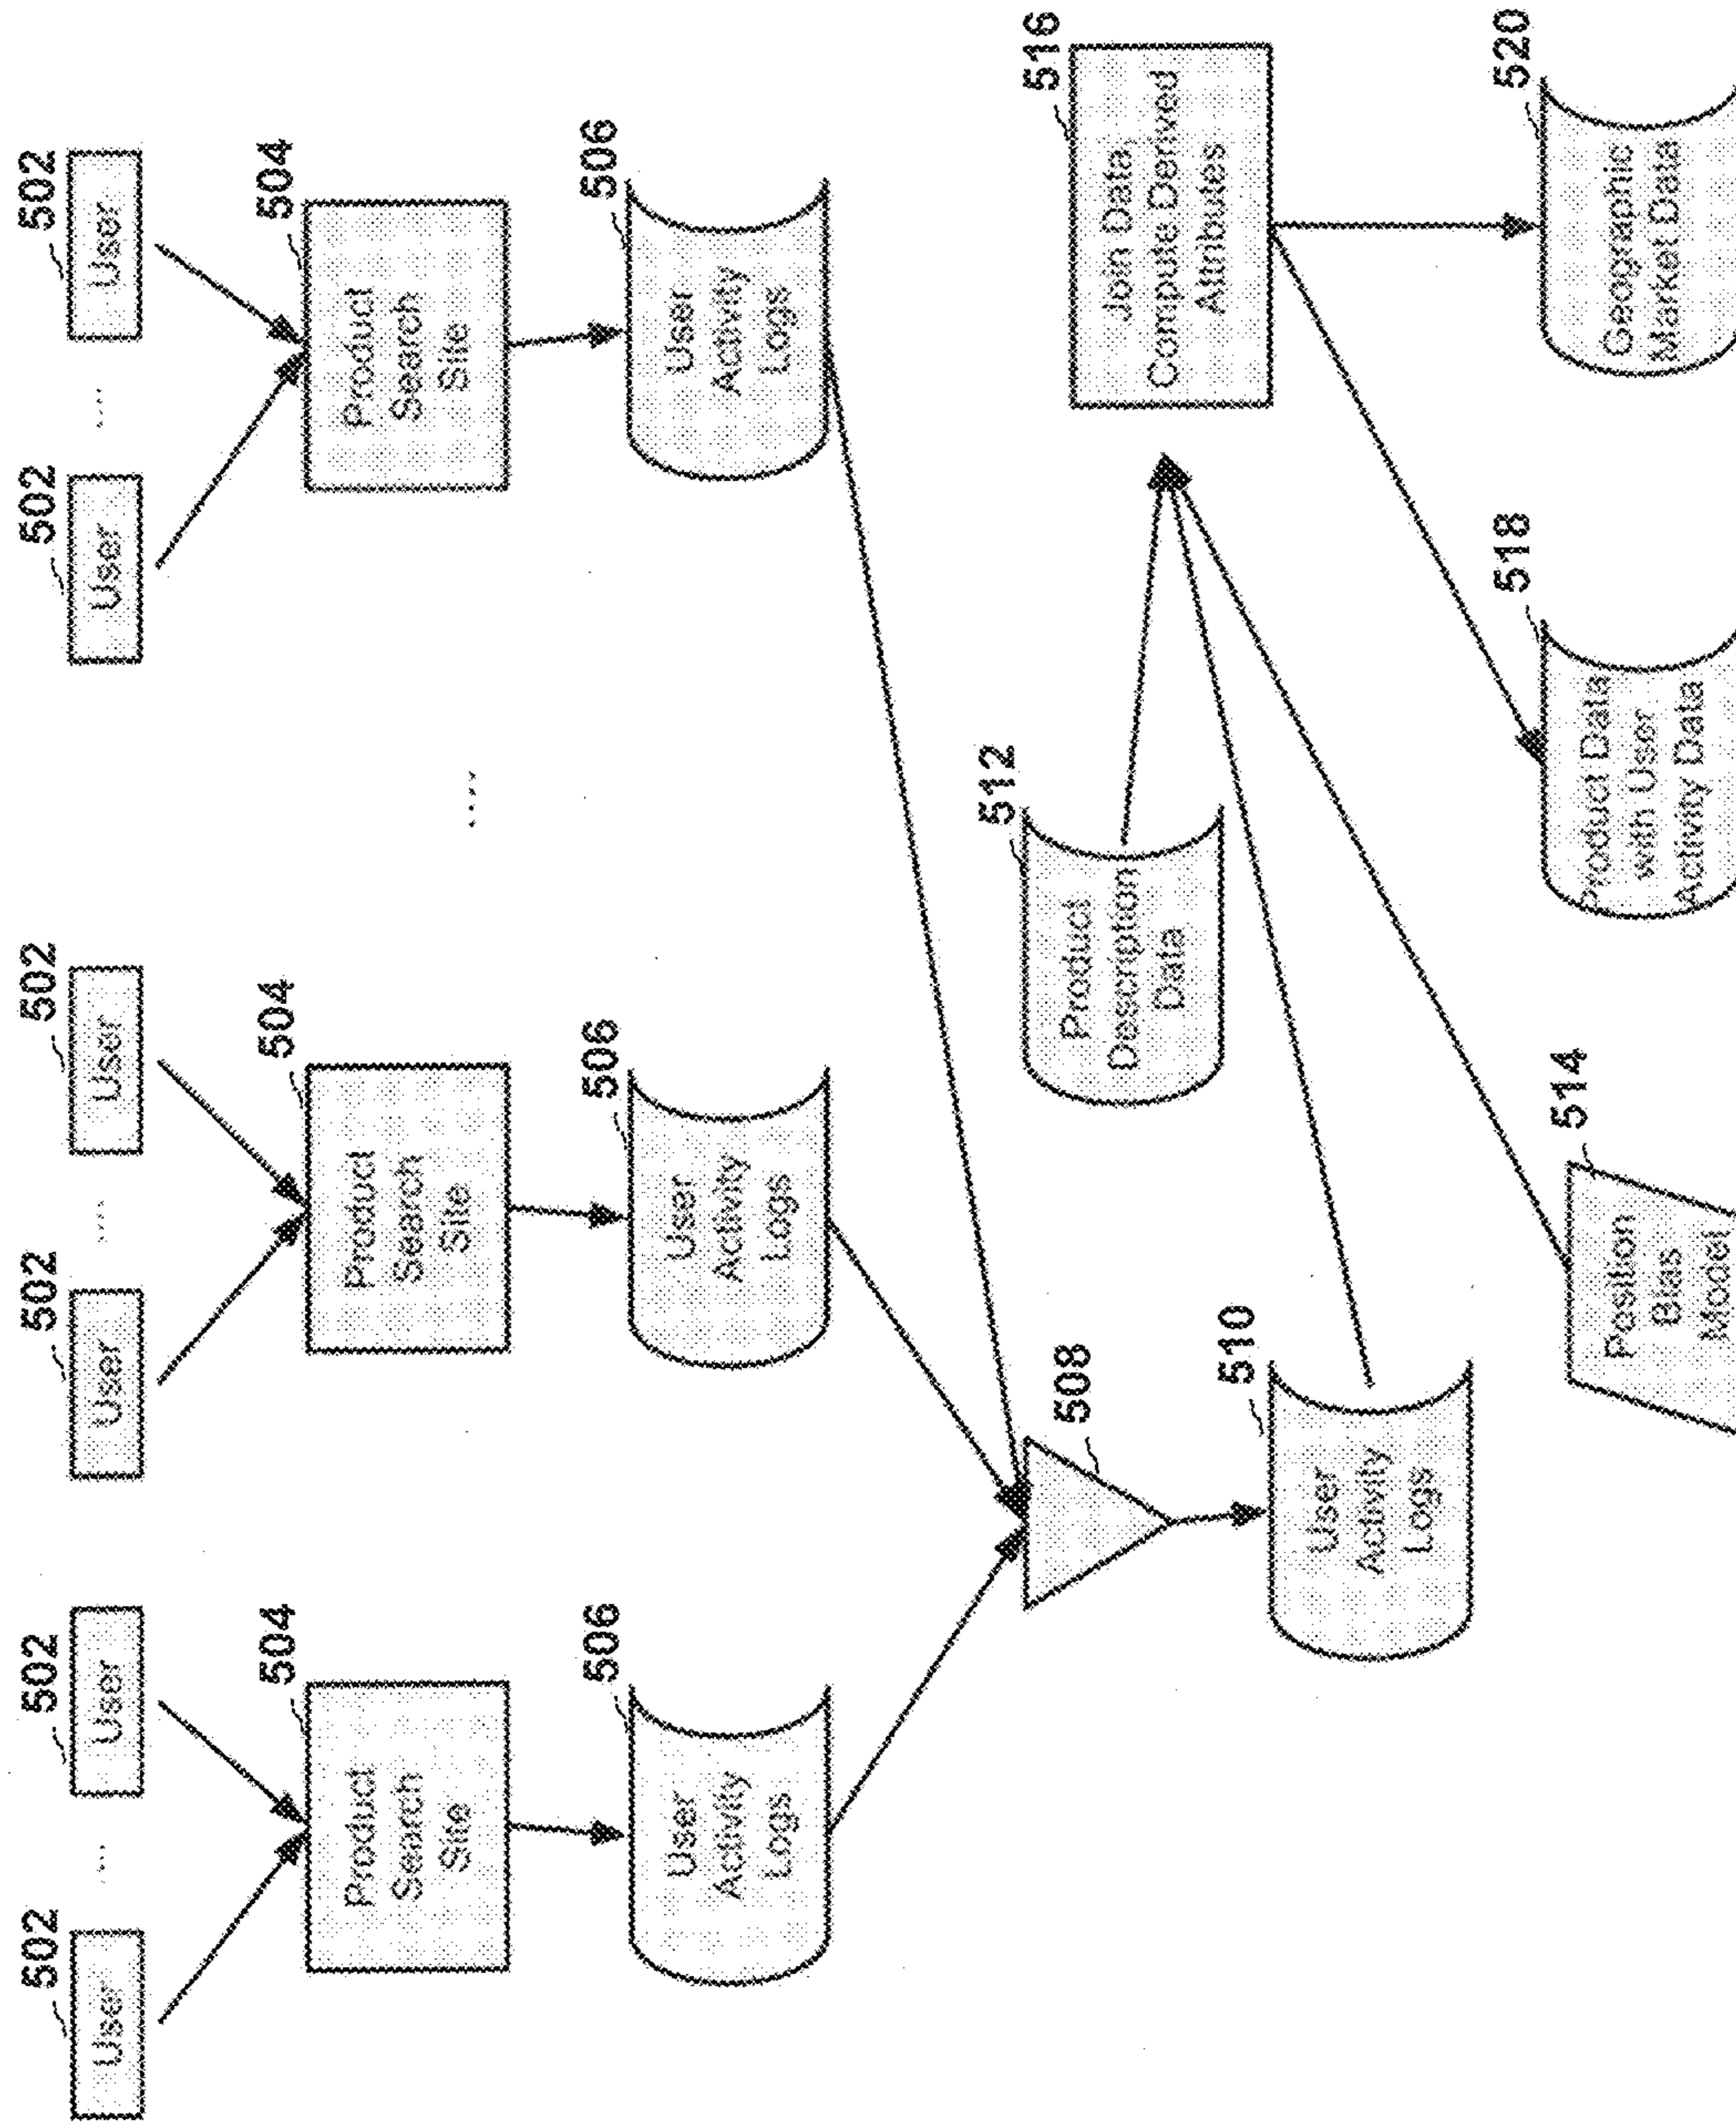 502
502
502
502
502
502
User
...
User
User
...
User
User
...
User
504
504
504
Product
Search
Site
Product
Search
Site
....
Product
Search
Site
506
506
506
User
Activity
Logs
User
Activity
Logs
User
Activity
Logs
508
512
516
Product
Description
Data
Join Data,
Compute Derived
Attributes
510
User
Activity
Logs
514
518
520
Position
Bias
Model
Product Data
with User
Activity Data
Geographic
Market Data